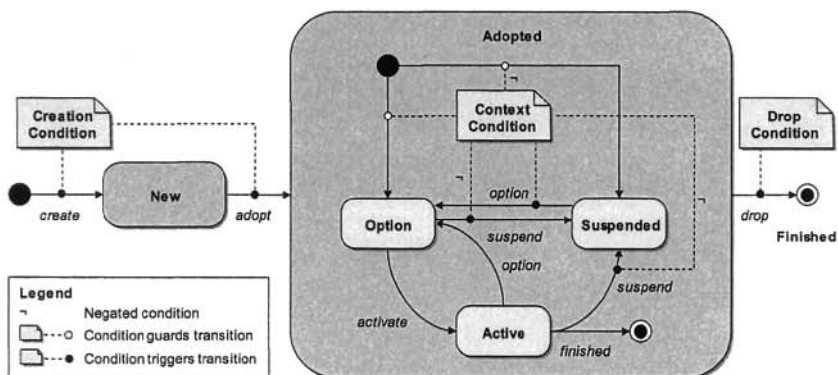 Adopted
Creation
Condition
¬
Context
Condition
Drop
Condition
New
create
adopt
¬
option
¬
Option
suspend
Suspended
drop
Finished
option
suspend
Legend
¬ Negated condition
Condition guards transition
Condition triggers transition
activate
Active
finished